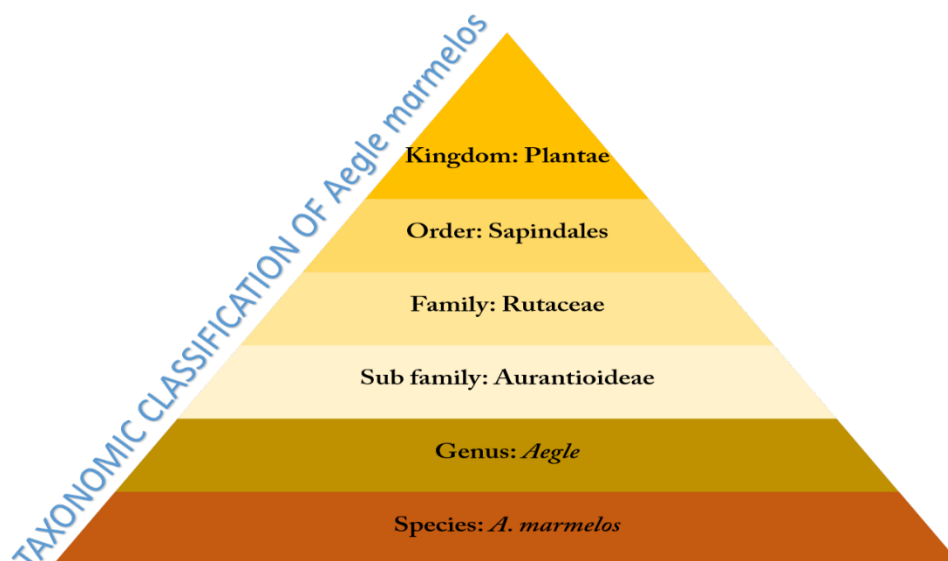 TAXONOMIC CLASSIFICATION OF Aegle marmelos
Kingdom: Plantae
Order: Sapindales
Family: Rutaceae
Sub family: Aurantioideae
Genus: Aegle
Species: A. marmelos